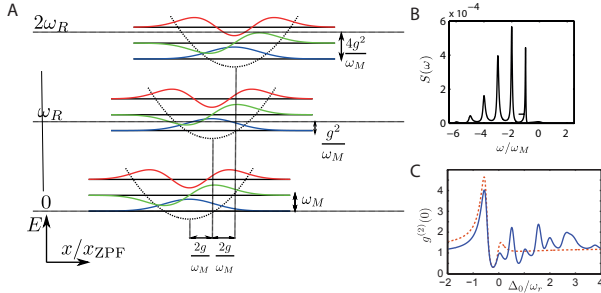 A
2ω_R
4g²/ω_M
ω_R
g²/ω_M
0
ω_M
E
x/x_ZPF
2g/ω_M 2g/ω_M
B
6 ×10⁻⁴
S(ω)
4
2
0
-6 -4 -2 0 2
ω/ω_M
C
g⁽²⁾(0)
4
3
2
1
0
-2 -1 0 1 2 3 4
Δ₀/ω_r